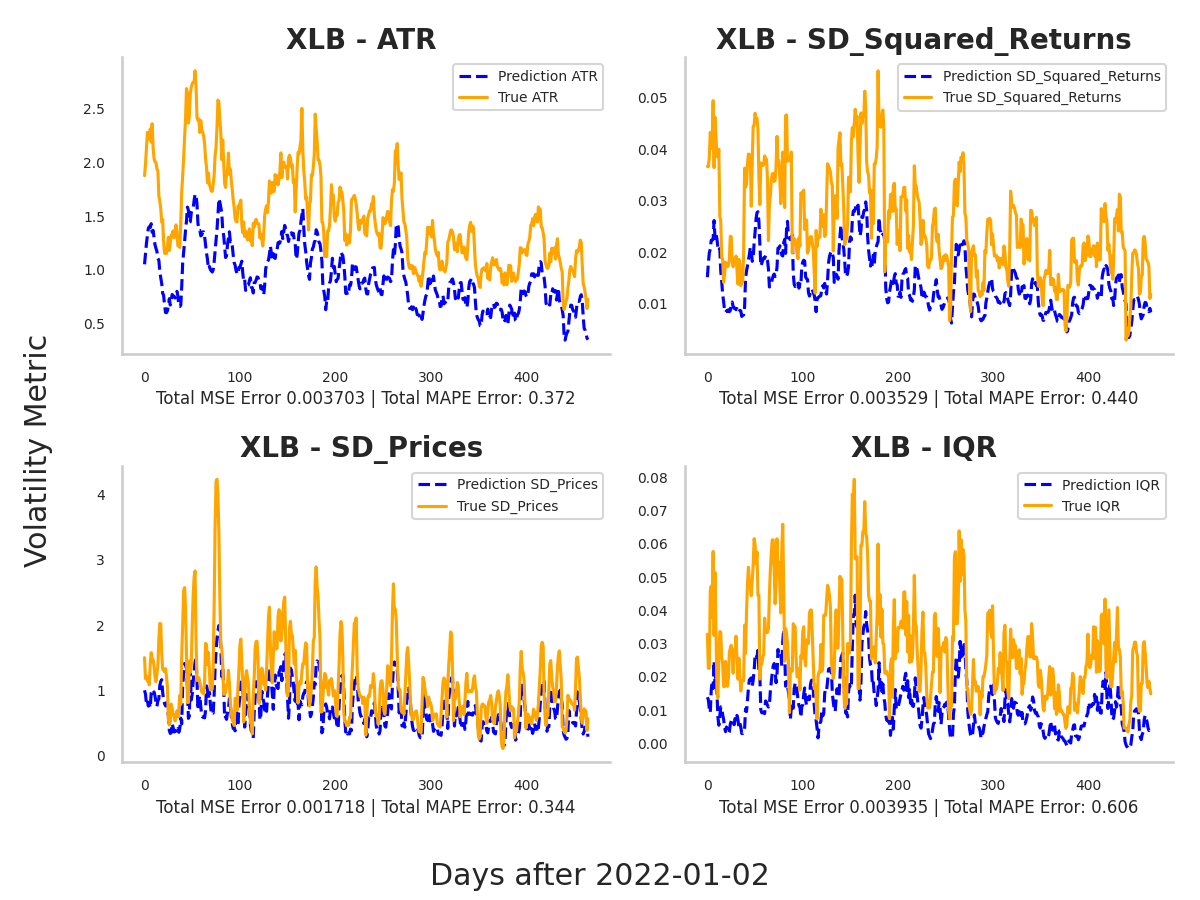 XLB - ATR
Prediction ATR
True ATR
2.5
2.0
1.5
1.0
0.5
0 100 200 300 400
Total MSE Error 0.003703 | Total MAPE Error: 0.372
XLB - SD_Squared_Returns
Prediction SD_Squared_Returns
True SD_Squared_Returns
0.05
0.04
0.03
0.02
0.01
0 100 200 300 400
Total MSE Error 0.003529 | Total MAPE Error: 0.440
Volatility Metric
XLB - SD_Prices
Prediction SD_Prices
True SD_Prices
4
3
2
1
0
0 100 200 300 400
Total MSE Error 0.001718 | Total MAPE Error: 0.344
XLB - IQR
Prediction IQR
True IQR
0.08
0.07
0.06
0.05
0.04
0.03
0.02
0.01
0.00
0 100 200 300 400
Total MSE Error 0.003935 | Total MAPE Error: 0.606
Days after 2022-01-02